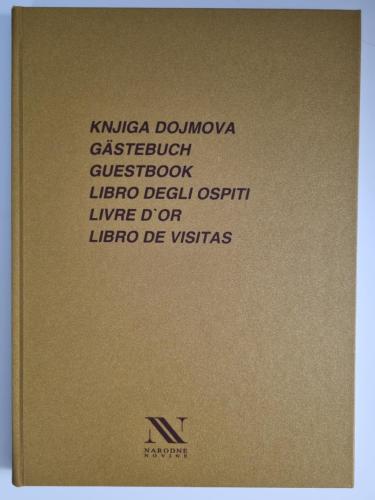 KNJIGA DOJMOVA
GÄSTEBUCH
GUESTBOOK
LIBRO DEGLI OSPITI
LIVRE D`OR
LIBRO DE VISITAS
NARODNE
NOVINE